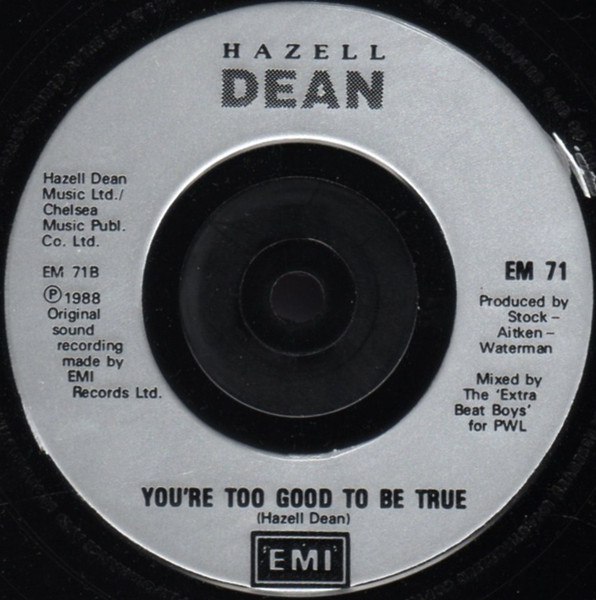 HAZELL
DEAN
Hazell Dean
Music Ltd./
Chelsea
Music Publ.
Co. Ltd.
EM 71B
Ⓟ 1988
Original
sound
recording
made by
EMI
Records Ltd.
EM 71
Produced by
Stock –
Aitken –
Waterman
Mixed by
The 'Extra
Beat Boys'
for PWL
YOU'RE TOO GOOD TO BE TRUE
(Hazell Dean)
EMI